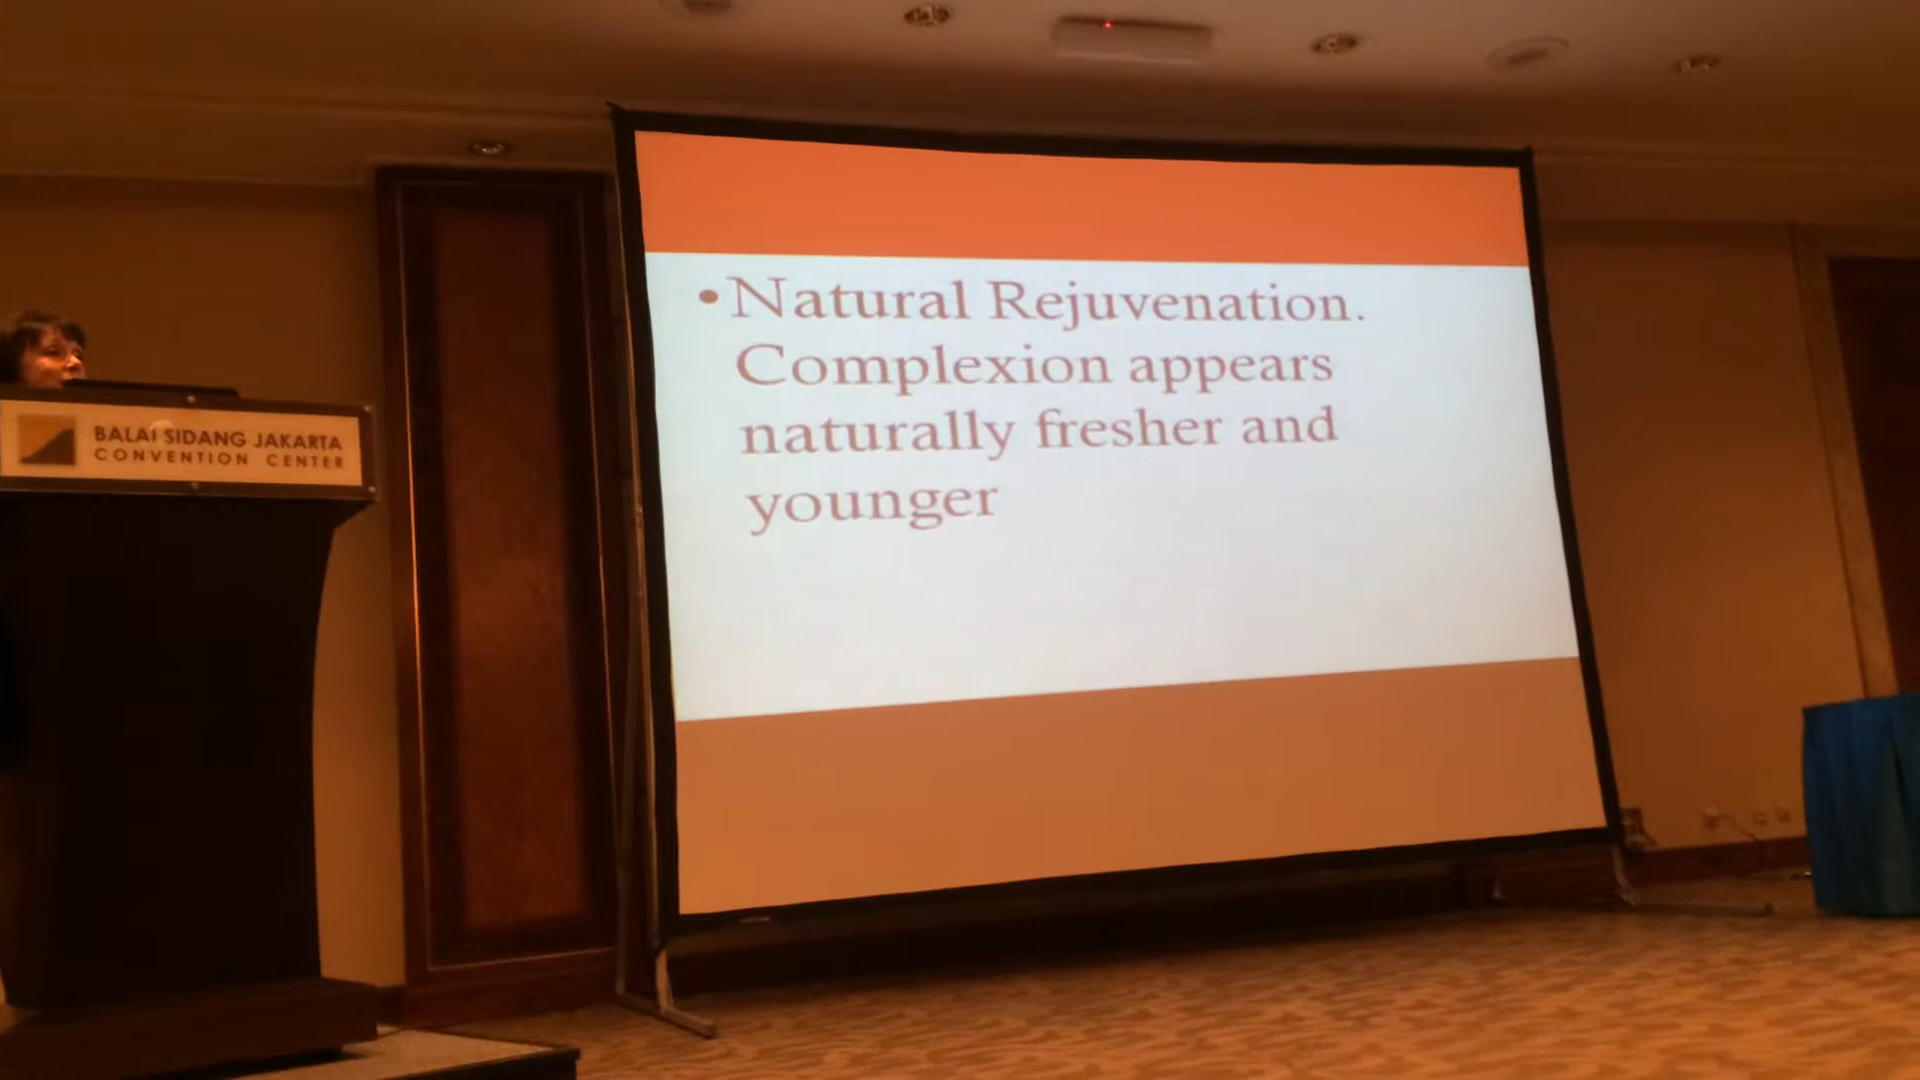 BALAI SIDANG JAKARTA
CONVENTION CENTER
•Natural Rejuvenation.
Complexion appears
naturally fresher and
younger